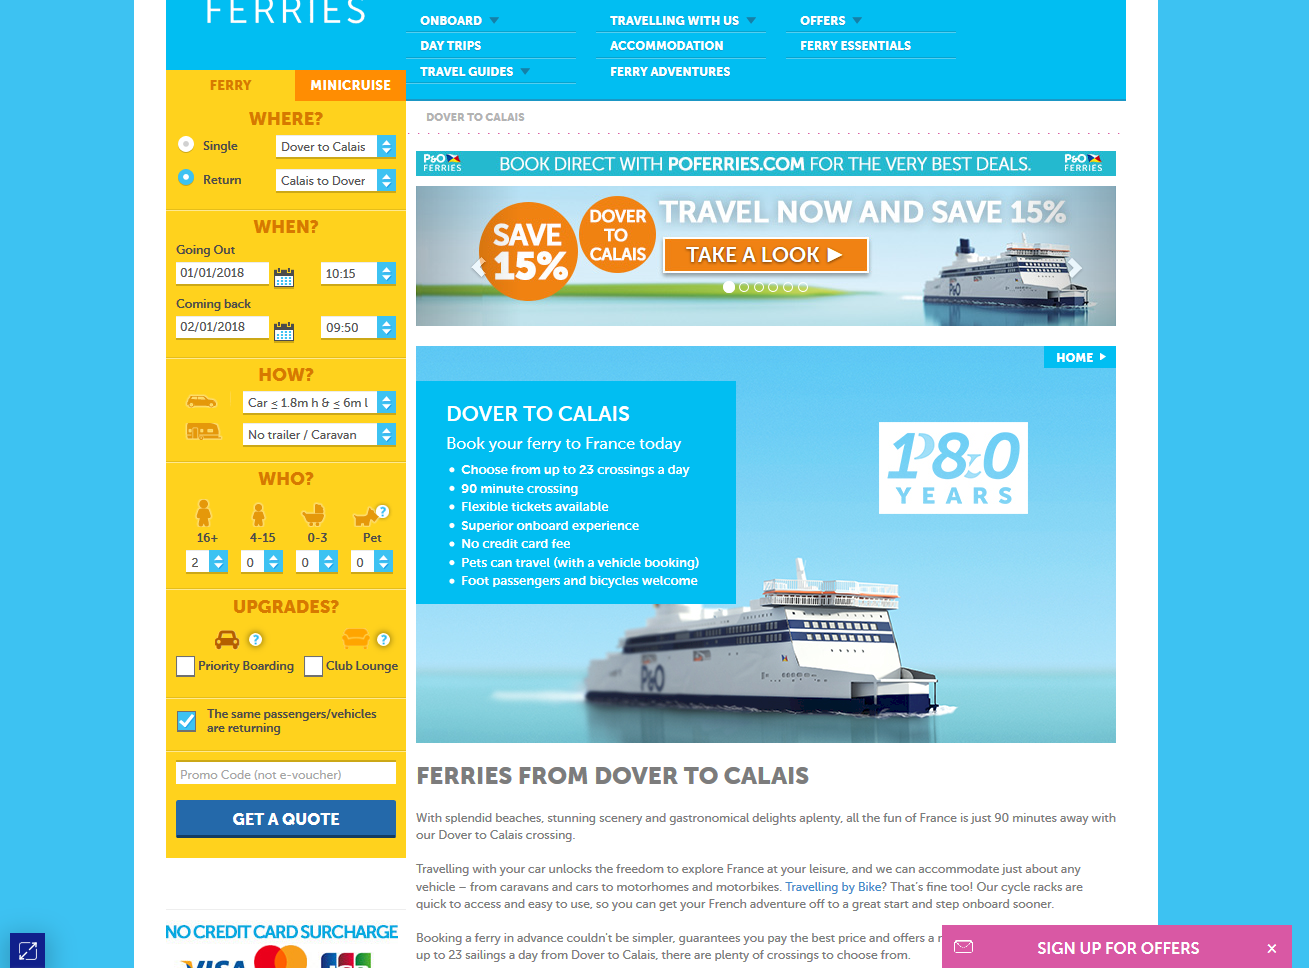 FERRIES
ONBOARD
TRAVELLING WITH US
OFFERS
DAY TRIPS
ACCOMMODATION
FERRY ESSENTIALS
TRAVEL GUIDES
FERRY ADVENTURES
FERRY
MINICRUISE
WHERE?
Single
Dover to Calais
Return
Calais to Dover
WHEN?
Going Out
01/01/2018
10:15
Coming back
02/01/2018
09:50
HOW?
Car ≤ 1.8m h & ≤ 6m l
No trailer / Caravan
WHO?
?
16+
4-15
0-3
Pet
2
0
0
0
UPGRADES?
?
?
Priority Boarding
Club Lounge
The same passengers/vehicles
are returning
Promo Code (not e-voucher)
GET A QUOTE
NO CREDIT CARD SURCHARGE
VISA
JCB
DOVER TO CALAIS
P&O
FERRIES
BOOK DIRECT WITH POFERRIES.COM FOR THE VERY BEST DEALS.
P&O
FERRIES
SAVE
15%
DOVER
TO
CALAIS
TRAVEL NOW AND SAVE 15%
TAKE A LOOK
P&O
HOME
DOVER TO CALAIS
Book your ferry to France today
Choose from up to 23 crossings a day
90 minute crossing
Flexible tickets available
Superior onboard experience
No credit card fee
Pets can travel (with a vehicle booking)
Foot passengers and bicycles welcome
1P8&0
YEARS
P&O
FERRIES FROM DOVER TO CALAIS
With splendid beaches, stunning scenery and gastronomical delights aplenty, all the fun of France is just 90 minutes away with
our Dover to Calais crossing.
Travelling with your car unlocks the freedom to explore France at your leisure, and we can accommodate just about any
vehicle – from caravans and cars to motorhomes and motorbikes. Travelling by Bike? That's fine too! Our cycle racks are
quick to access and easy to use, so you can get your French adventure off to a great start and step onboard sooner.
Booking a ferry in advance couldn't be simpler, guarantees you pay the best price and offers a
up to 23 sailings a day from Dover to Calais, there are plenty of crossings to choose from.
SIGN UP FOR OFFERS